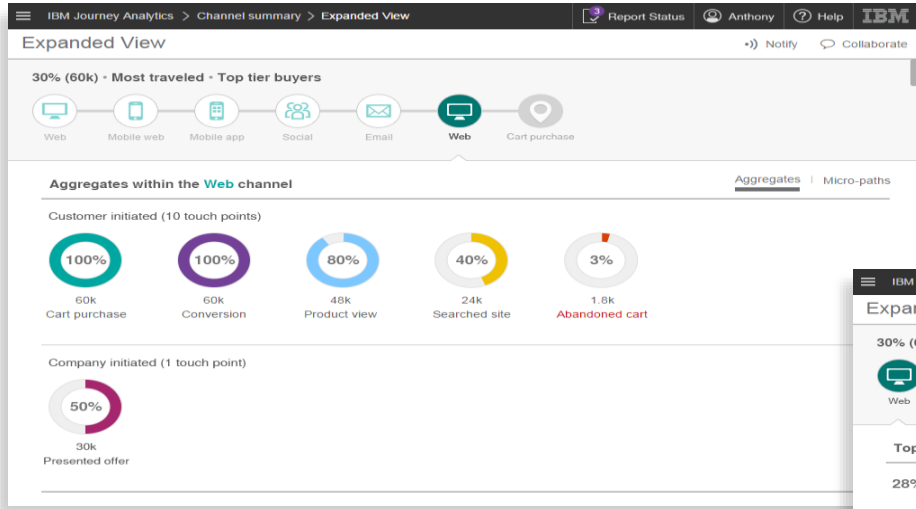 IBM Journey Analytics > Channel summary > Expanded View
3 Report Status Anthony ? Help IBM
Expanded View
Notify Collaborate
30% (60k) • Most traveled • Top tier buyers
Web Mobile web Mobile app Social Email Web Cart purchase
Aggregates within the Web channel
Aggregates | Micro-paths
Customer initiated (10 touch points)
100% 100% 80% 40% 3%
60k 60k 48k 24k 1.8k
Cart purchase Conversion Product view Searched site Abandoned cart
Company initiated (1 touch point)
50%
30k
Presented offer
IBM
Expa
30% (
Web
Top
28%